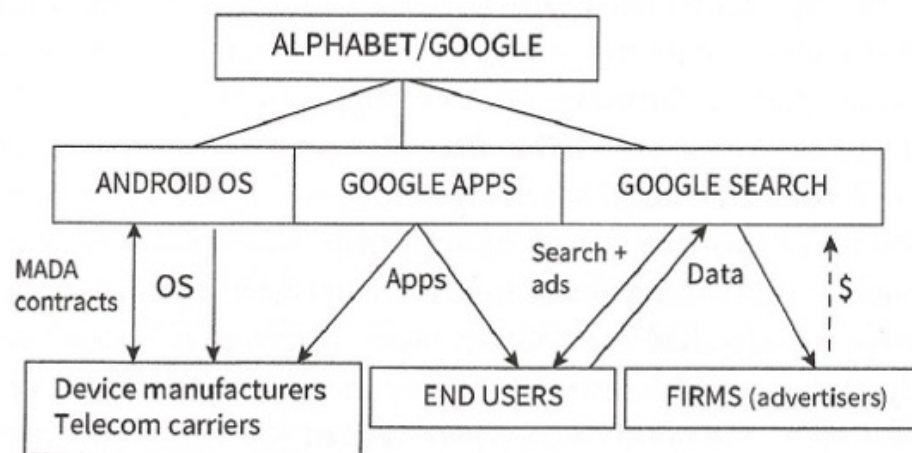 ALPHABET/GOOGLE
ANDROID OS
GOOGLE APPS
GOOGLE SEARCH
MADA
contracts
OS
Apps
Search +
ads
Data
$
Device manufacturers
Telecom carriers
END USERS
FIRMS (advertisers)